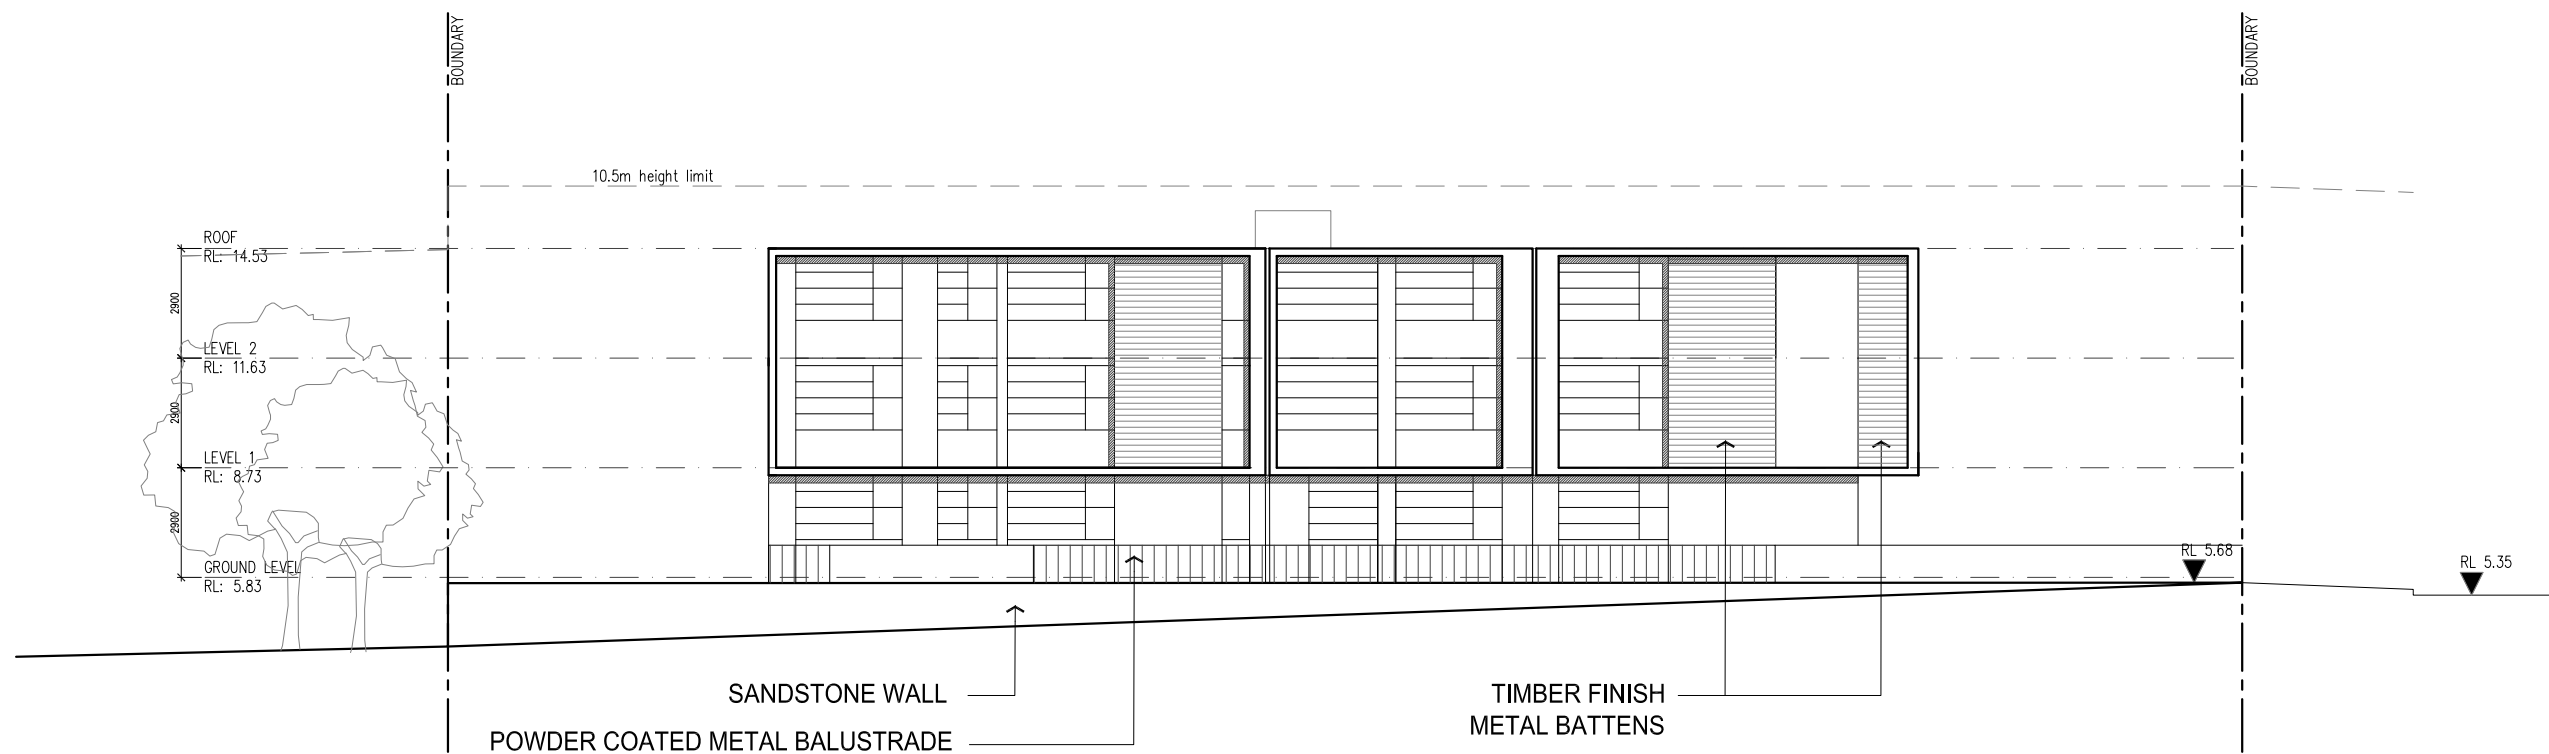 BOUNDARY
BOUNDARY
10.5m height limit
ROOF
RL: 14.53
2900
LEVEL 2
RL: 11.63
2900
LEVEL 1
RL: 8.73
2900
GROUND LEVEL
RL: 5.83
RL 5.68
RL 5.35
SANDSTONE WALL
POWDER COATED METAL BALUSTRADE
TIMBER FINISH
METAL BATTENS